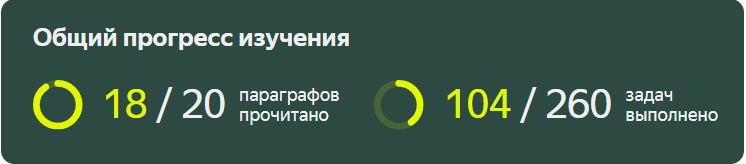 Общий прогресс изучения
18 / 20 параграфов прочитано
104 / 260 задач выполнено